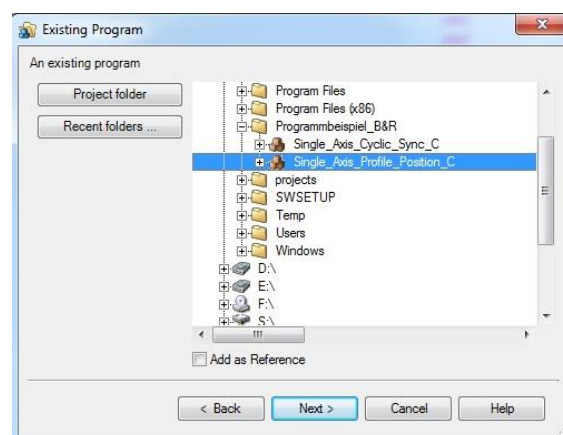 Existing Program
An existing program
Project folder
Recent folders ...
Program Files
Program Files (x86)
Programmbeispiel_B&R
Single_Axis_Cyclic_Sync_C
Single_Axis_Profile_Position_C
projects
SWSETUP
Temp
Users
Windows
D:\
E:\
F:\
S:\
Add as Reference
< Back
Next >
Cancel
Help